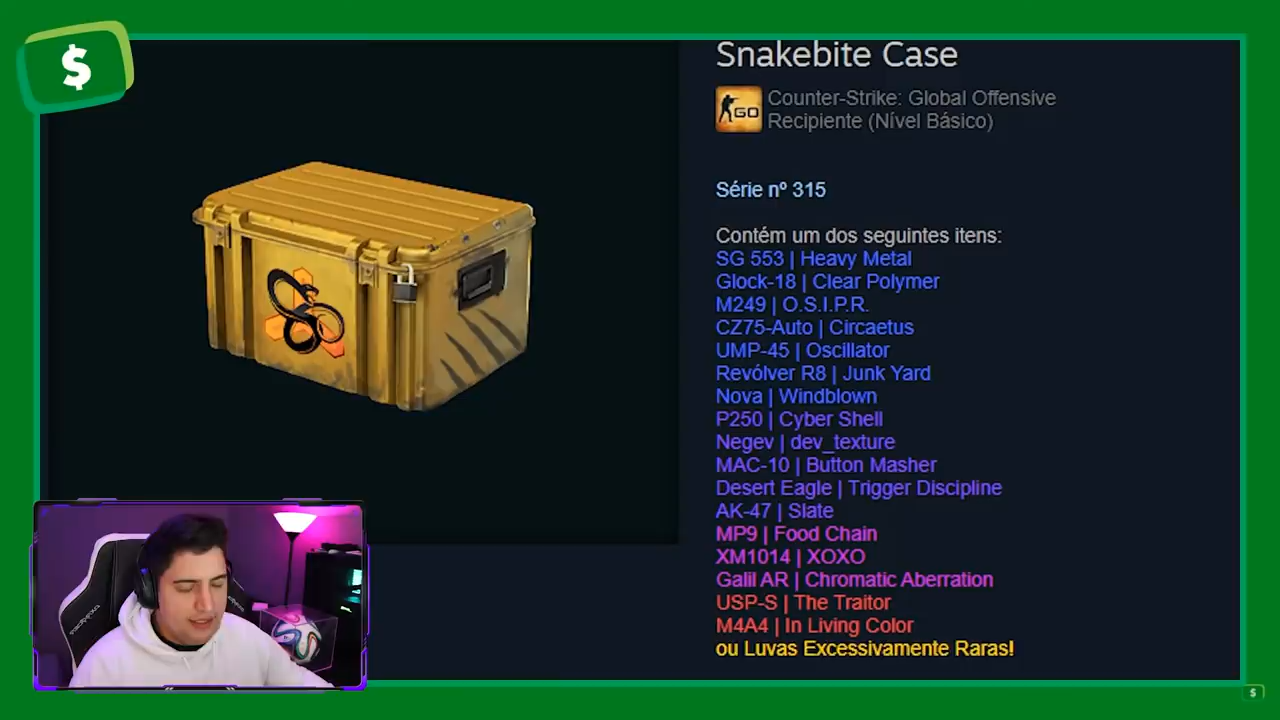 $
Snakebite Case
GO
Counter-Strike: Global Offensive
Recipiente (Nível Básico)
Série nº 315
Contém um dos seguintes itens:
SG 553 | Heavy Metal
Glock-18 | Clear Polymer
M249 | O.S.I.P.R.
CZ75-Auto | Circaetus
UMP-45 | Oscillator
Revólver R8 | Junk Yard
Nova | Windblown
P250 | Cyber Shell
Negev | dev_texture
MAC-10 | Button Masher
Desert Eagle | Trigger Discipline
AK-47 | Slate
MP9 | Food Chain
XM1014 | XOXO
Galil AR | Chromatic Aberration
USP-S | The Traitor
M4A4 | In Living Color
ou Luvas Excessivamente Raras!
$